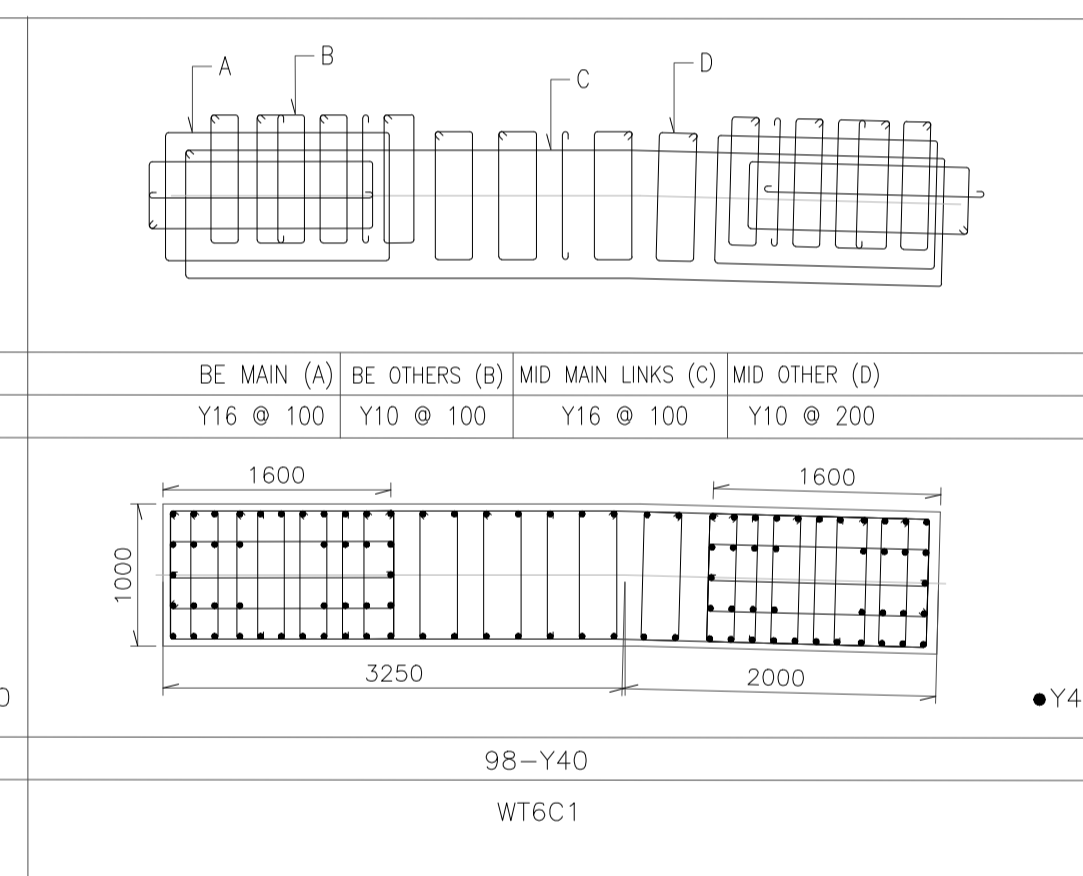 A
B
C
D
BE MAIN (A) BE OTHERS (B) MID MAIN LINKS (C) MID OTHER (D)
Y16 @ 100 Y10 @ 100 Y16 @ 100 Y10 @ 200
1600 1600
1000
3250 2000
0 Y4
98-Y40
WT6C1